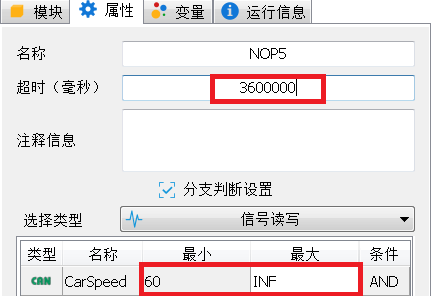 模块 属性 变量 运行信息
名称 NOP5
超时（毫秒） 3600000
注释信息
分支判断设置
选择类型 信号读写
类型 名称 最小 最大 条件
CAN CarSpeed 60 INF AND